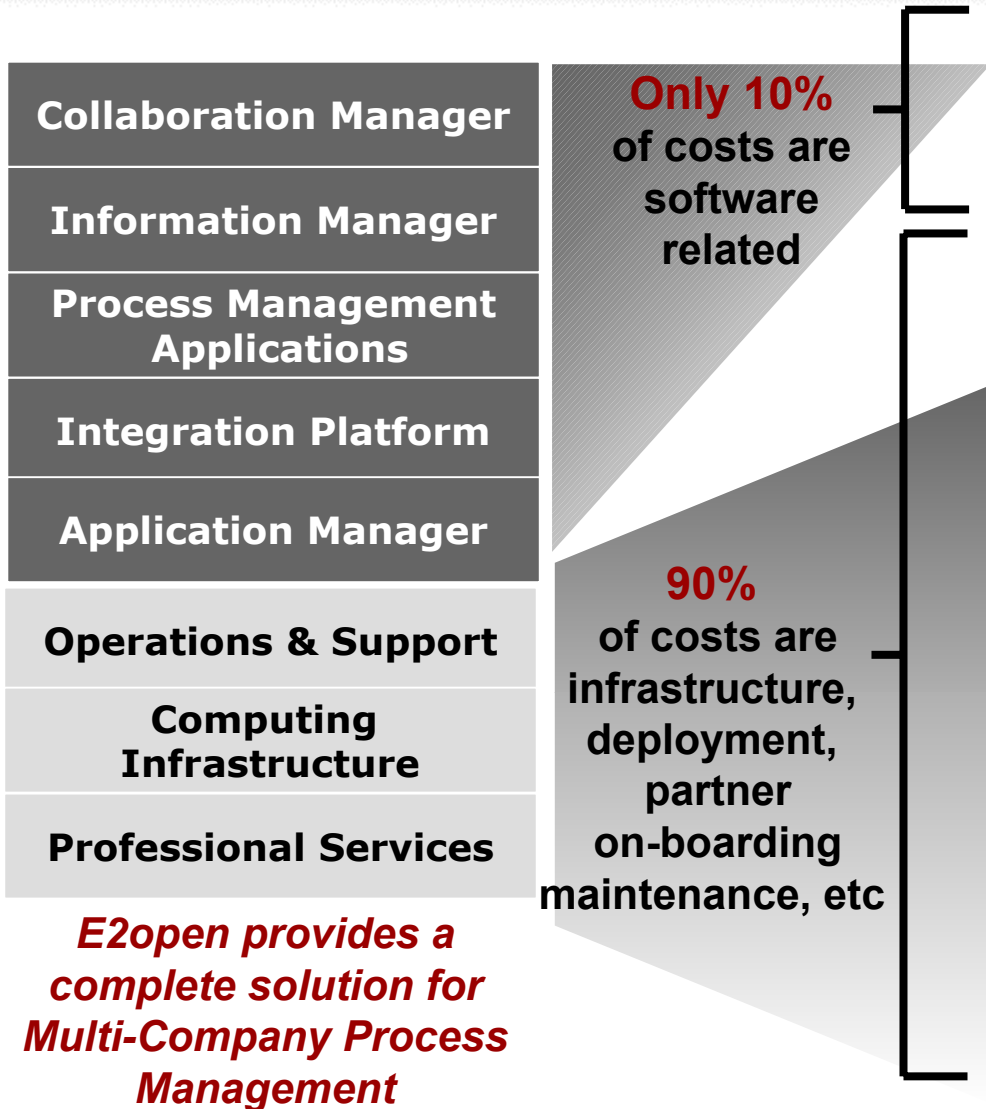 Collaboration Manager
Information Manager
Process Management
Applications
Integration Platform
Application Manager
Operations & Support
Computing
Infrastructure
Professional Services
E2open provides a
complete solution for
Multi-Company Process
Management
Only 10%
of costs are
software
related
90%
of costs are
infrastructure,
deployment,
partner
on-boarding
maintenance, etc